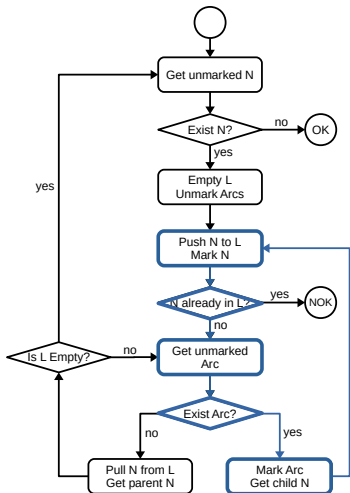 Get unmarked N
Exist N?
no
OK
yes
Empty L
Unmark Arcs
yes
Push N to L
Mark N
N already in L?
yes
NOK
no
Is L Empty?
no
Get unmarked
Arc
Exist Arc?
no
yes
Pull N from L
Get parent N
Mark Arc
Get child N